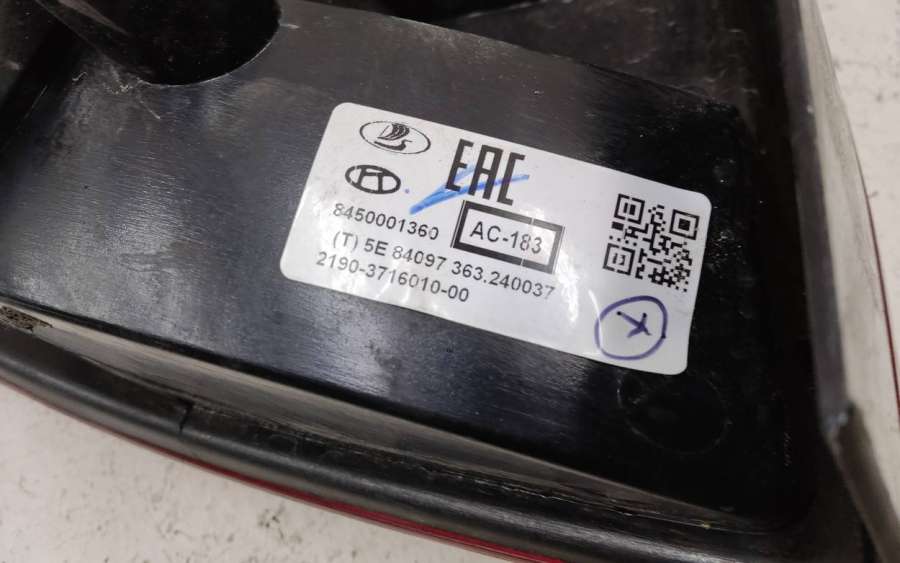 EAC
8450001360
AC-183
(T) 5E 84097 363.240037
2190-3716010-00